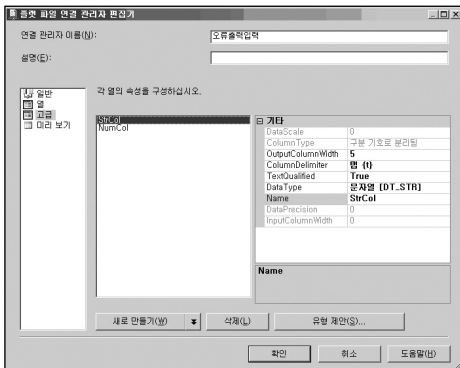 플랫 파일 연결 관리자 편집기
연결 관리자 이름(N):
오류출력입력
설명(E):
일반
열
고급
미리 보기
각 열의 속성을 구성하십시오.
StrCol
NumCol
기타
DataScale 0
ColumnType 구분 기호로 분리됨
OutputColumnWidth 5
ColumnDelimiter 탭 {t}
TextQualified True
DataType 문자열 [DT_STR]
Name StrCol
DataPrecision 0
InputColumnWidth 0
Name
새로 만들기(W)
삭제(L)
유형 제안(S)...
확인
취소
도움말(H)